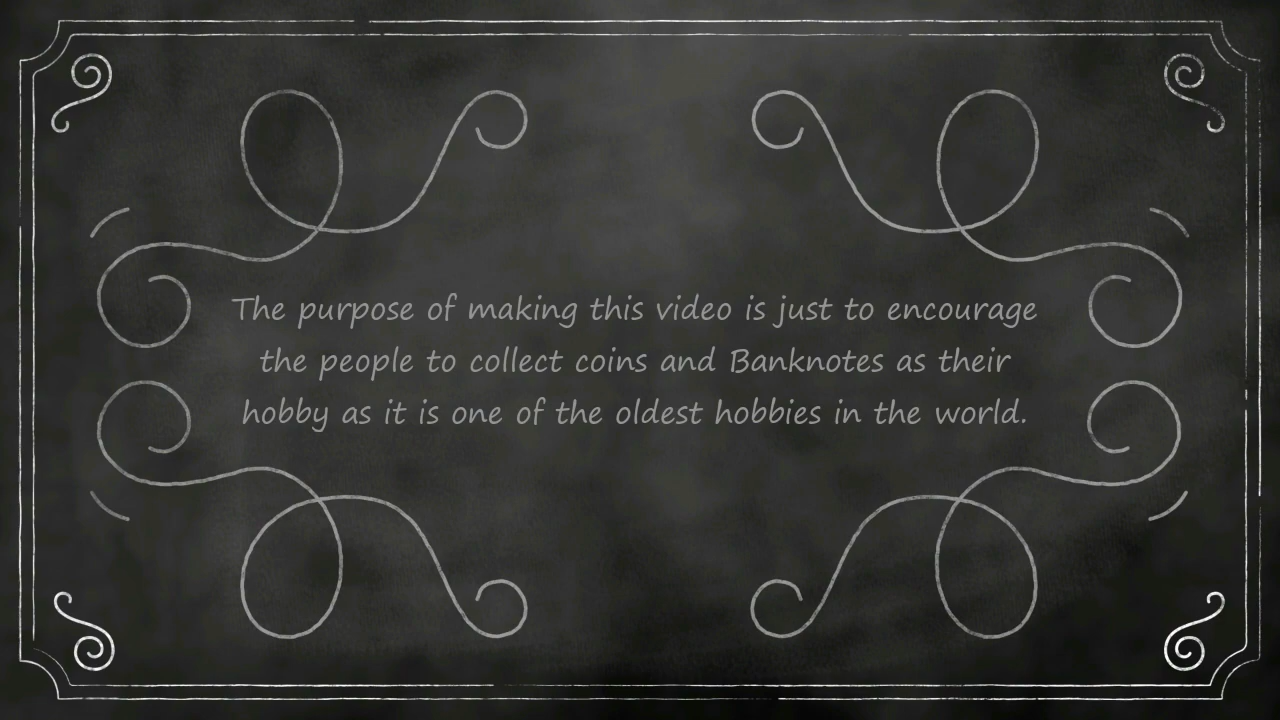 The purpose of making this video is just to encourage
the people to collect coins and Banknotes as their
hobby as it is one of the oldest hobbies in the world.